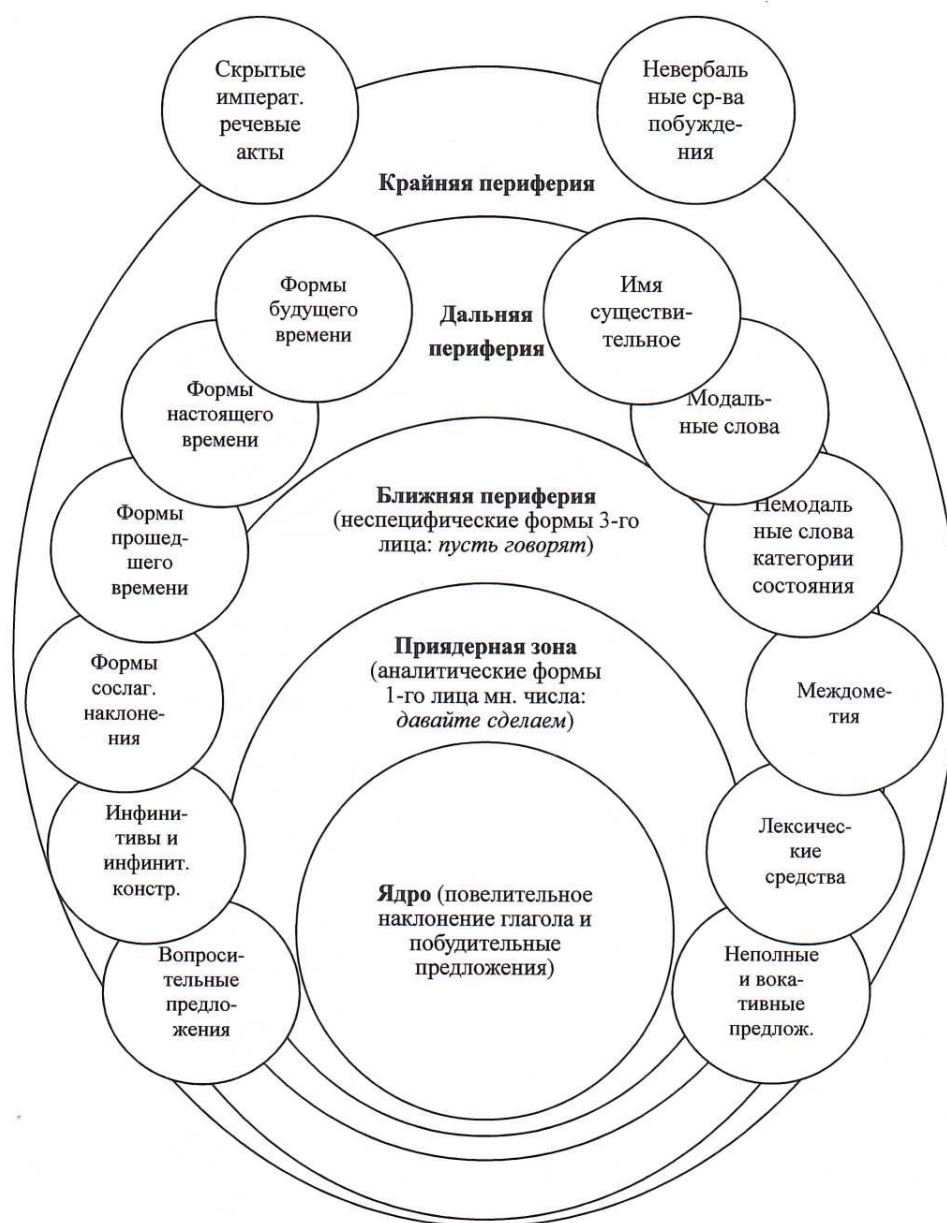 Скрытые
императ.
речевые
акты
Невербаль
ные ср-ва
побужде-
ния
Крайняя периферия
Формы
будущего
времени
Дальняя
периферия
Имя
существи-
тельное
Формы
настоящего
времени
Модаль-
ные слова
Ближняя периферия
(неспецифические формы 3-го
лица: пусть говорят)
Формы
прошед-
шего
времени
Немодаль
ные слова
категории
состояния
Приядерная зона
(аналитические формы
1-го лица мн. числа:
давайте сделаем)
Формы
сослаг.
наклоне-
ния
Междоме-
тия
Инфини-
тивы и
инфинит.
констр.
Лексичес-
кие
средства
Ядро (повелительное
наклонение глагола и
побудительные
предложения)
Вопроси-
тельные
предло-
жения
Неполные
и вока-
тивные
предлож.